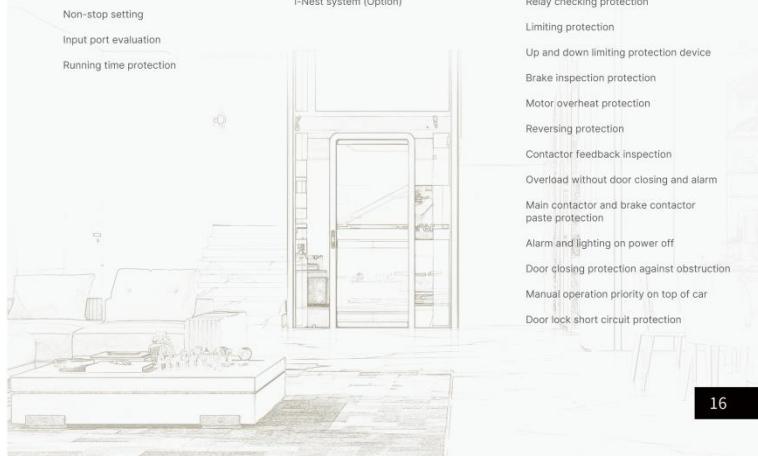 Non-stop setting
Input port evaluation
Running time protection
i-Nest system (Option)
Relay checking protection
Limiting protection
Up and down limiting protection device
Brake inspection protection
Motor overheat protection
Reversing protection
Contactor feedback inspection
Overload without door closing and alarm
Main contactor and brake contactor
paste protection
Alarm and lighting on power off
Door closing protection against obstruction
Manual operation priority on top of car
Door lock short circuit protection
16